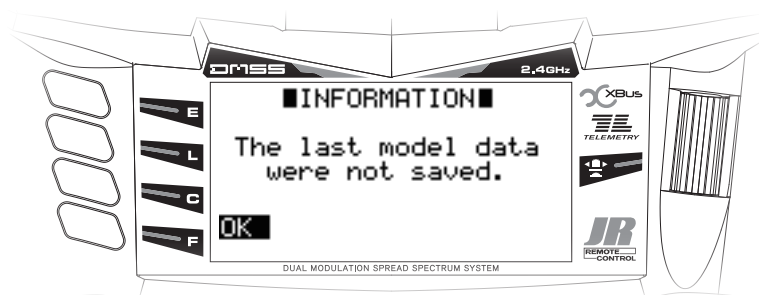 DMSS
2.4GHz
■INFORMATION■
The last model data
were not saved.
OK
E
L
C
F
XBus
TELEMETRY
JR
REMOTE
CONTROL
DUAL MODULATION SPREAD SPECTRUM SYSTEM